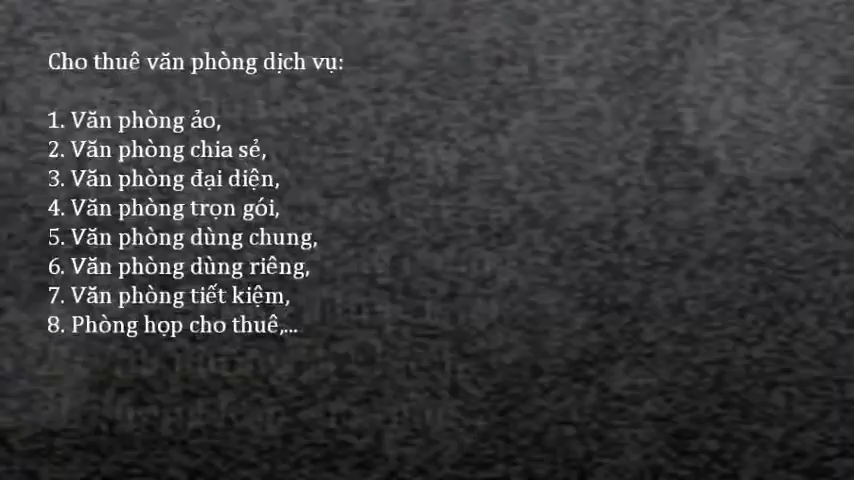 Cho thuê văn phòng dịch vụ:
1. Văn phòng ảo,
2. Văn phòng chia sẻ,
3. Văn phòng đại diện,
4. Văn phòng trọn gói,
5. Văn phòng dùng chung,
6. Văn phòng dùng riêng,
7. Văn phòng tiết kiệm,
8. Phòng họp cho thuê,...